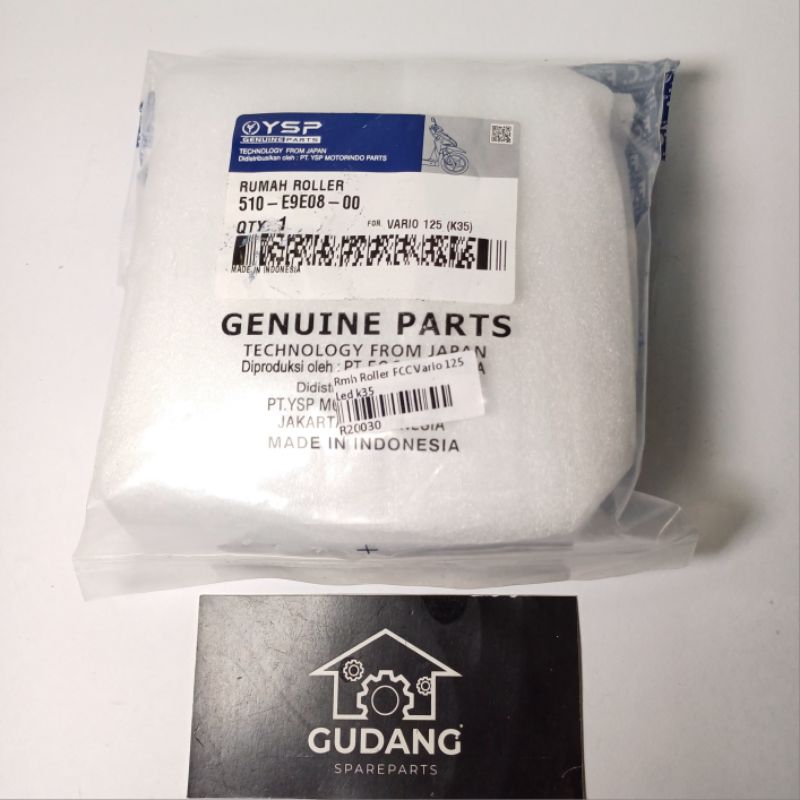 YSP
GENUINE PARTS
TECHNOLOGY FROM JAPAN
Didistribusikan oleh : PT. YSP MOTORINDO PARTS
RUMAH ROLLER
510-E9E08-00
QTY 1
FOR VARIO 125 (K35)
MADE IN INDONESIA
GENUINE PARTS
TECHNOLOGY FROM JAPAN
Diproduksi oleh : PT.
Rmh Roller FCC Vario 125
Led k35
R20030
PT.YSP
MADE IN INDONESIA
GUDANG
SPAREPARTS